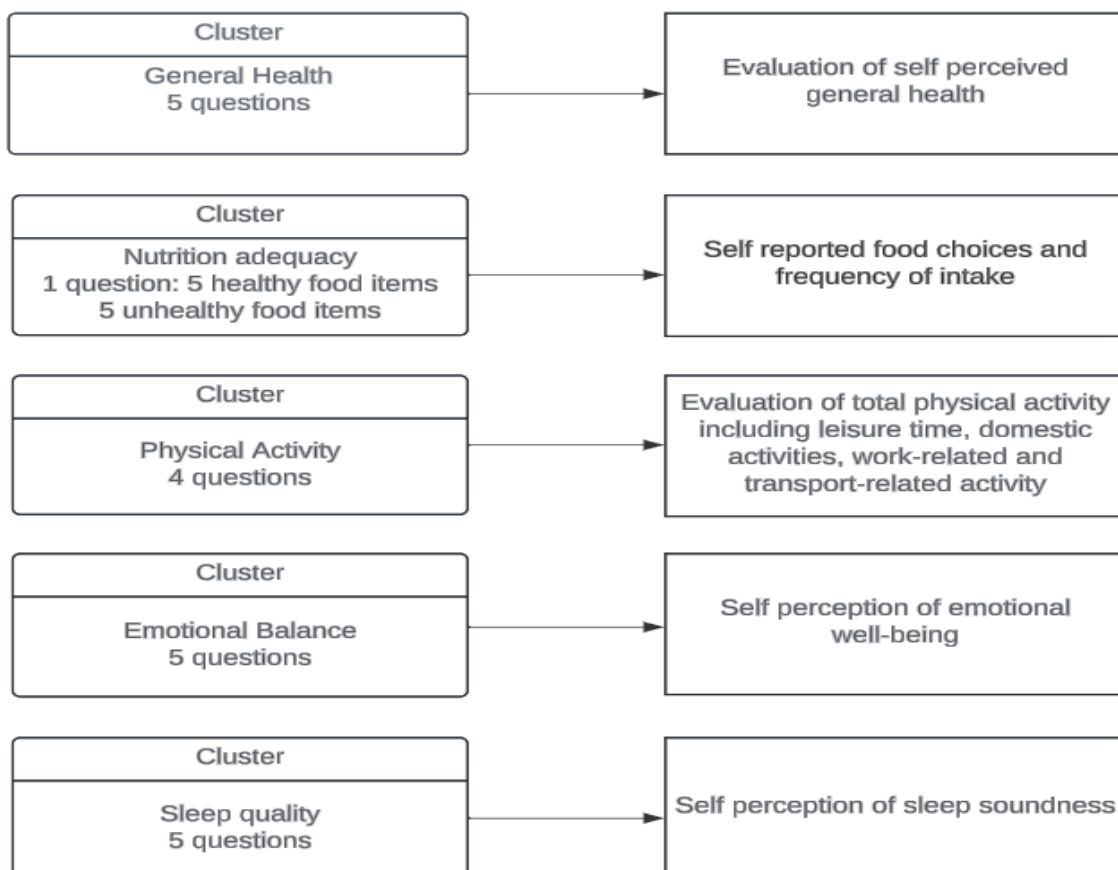 Cluster
General Health
5 questions
Evaluation of self perceived
general health
Cluster
Nutrition adequacy
1 question: 5 healthy food items
5 unhealthy food items
Self reported food choices and
frequency of intake
Cluster
Physical Activity
4 questions
Evaluation of total physical activity
including leisure time, domestic
activities, work-related and
transport-related activity
Cluster
Emotional Balance
5 questions
Self perception of emotional
well-being
Cluster
Sleep quality
5 questions
Self perception of sleep soundness